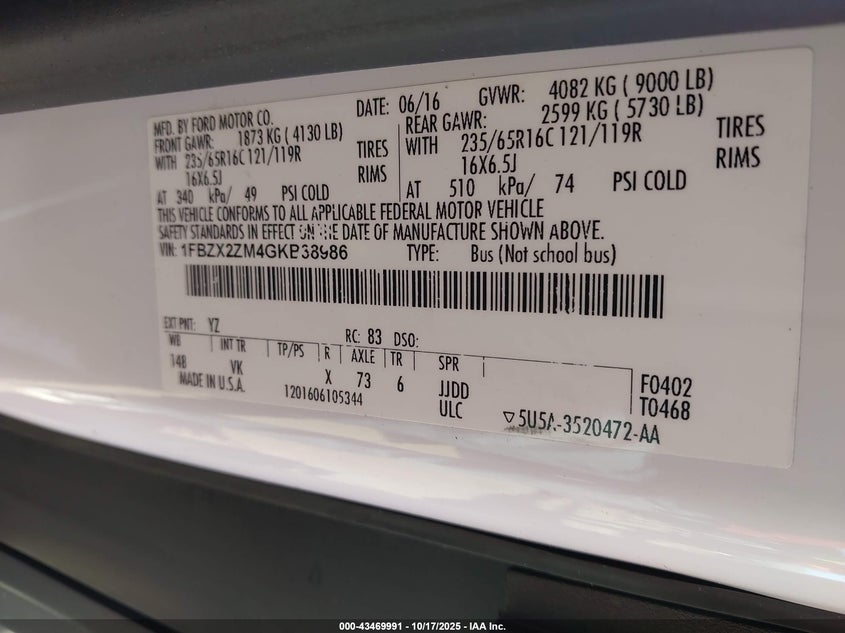 MFD. BY FORD MOTOR CO.
DATE: 06/16 GVWR: 4082 KG ( 9000 LB)
FRONT GAWR: 1873 KG ( 4130 LB) REAR GAWR: 2599 KG ( 5730 LB)
WITH 235/65R16C 121/119R TIRES WITH 235/65R16C 121/119R TIRES
16X6.5J RIMS 16X6.5J RIMS
AT 340 kPa/ 49 PSI COLD AT 510 kPa/ 74 PSI COLD
THIS VEHICLE CONFORMS TO ALL APPLICABLE FEDERAL MOTOR VEHICLE
SAFETY STANDARDS IN EFFECT ON THE DATE OF MANUFACTURE SHOWN ABOVE.
VIN: 1FBZX2ZM4GKB38986 TYPE: Bus (Not school bus)
EXT PNT: YZ RC: 83 DSO:
WB INT TR TP/PS R AXLE TR SPR
148 VK X 73 6 JJDD F0402
MADE IN U.S.A. 1201606105344 ULC T0468
▽5U5A-3520472-AA
000-43469991 - 10/17/2025 - IAA Inc.